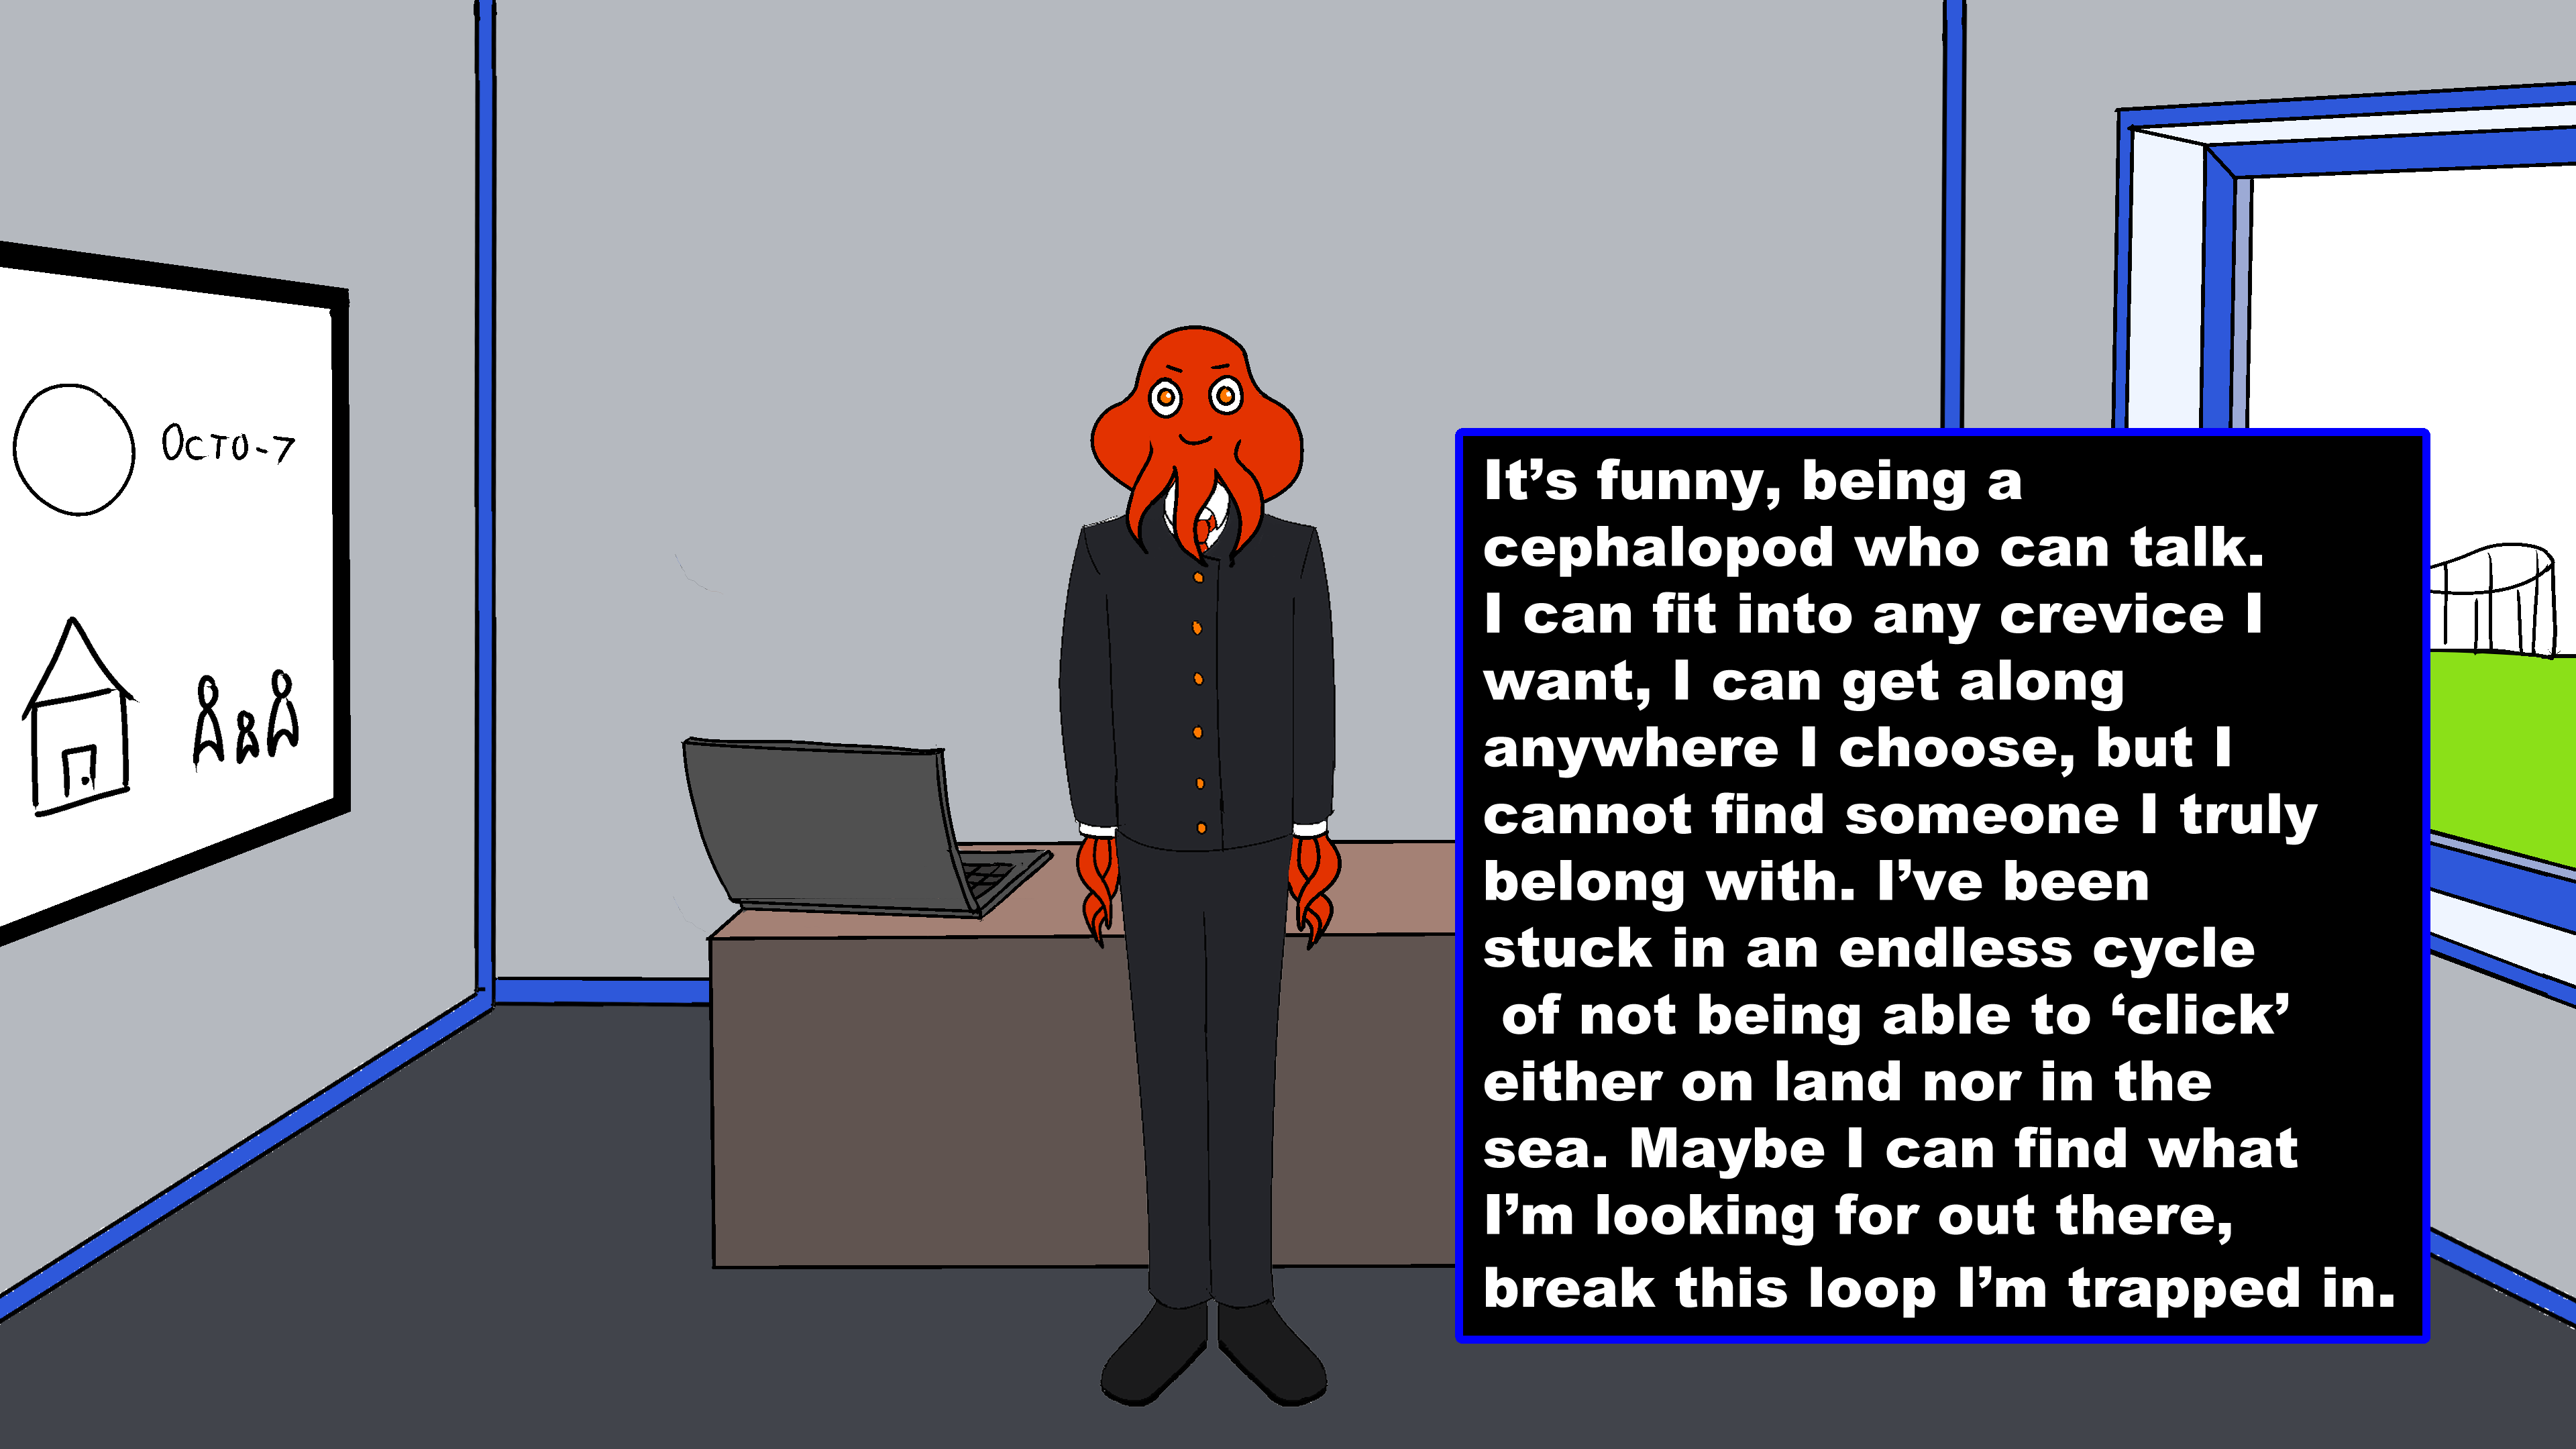 OCTO-7
It’s funny, being a
cephalopod who can talk.
I can fit into any crevice I
want, I can get along
anywhere I choose, but I
cannot find someone I truly
belong with. I’ve been
stuck in an endless cycle
of not being able to ‘click’
either on land nor in the
sea. Maybe I can find what
I’m looking for out there,
break this loop I’m trapped in.